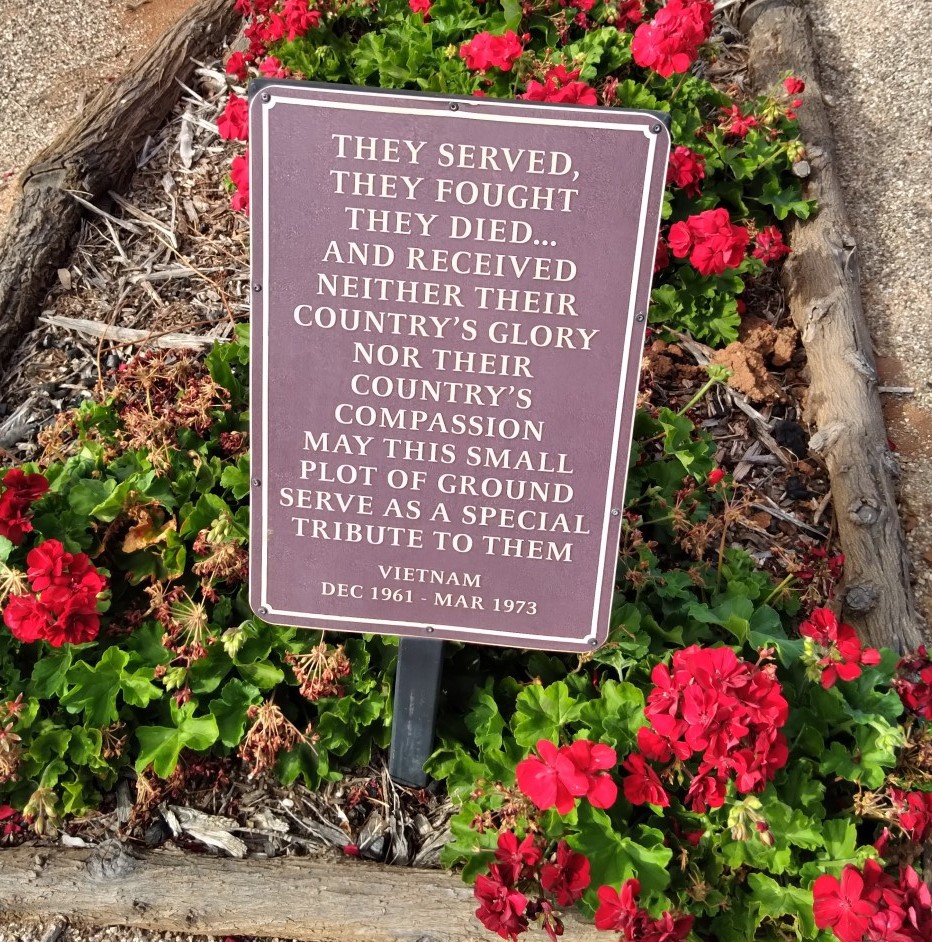 THEY SERVED,
THEY FOUGHT
THEY DIED...
AND RECEIVED
NEITHER THEIR
COUNTRY'S GLORY
NOR THEIR
COUNTRY'S
COMPASSION
MAY THIS SMALL
PLOT OF GROUND
SERVE AS A SPECIAL
TRIBUTE TO THEM
VIETNAM
DEC 1961 - MAR 1973